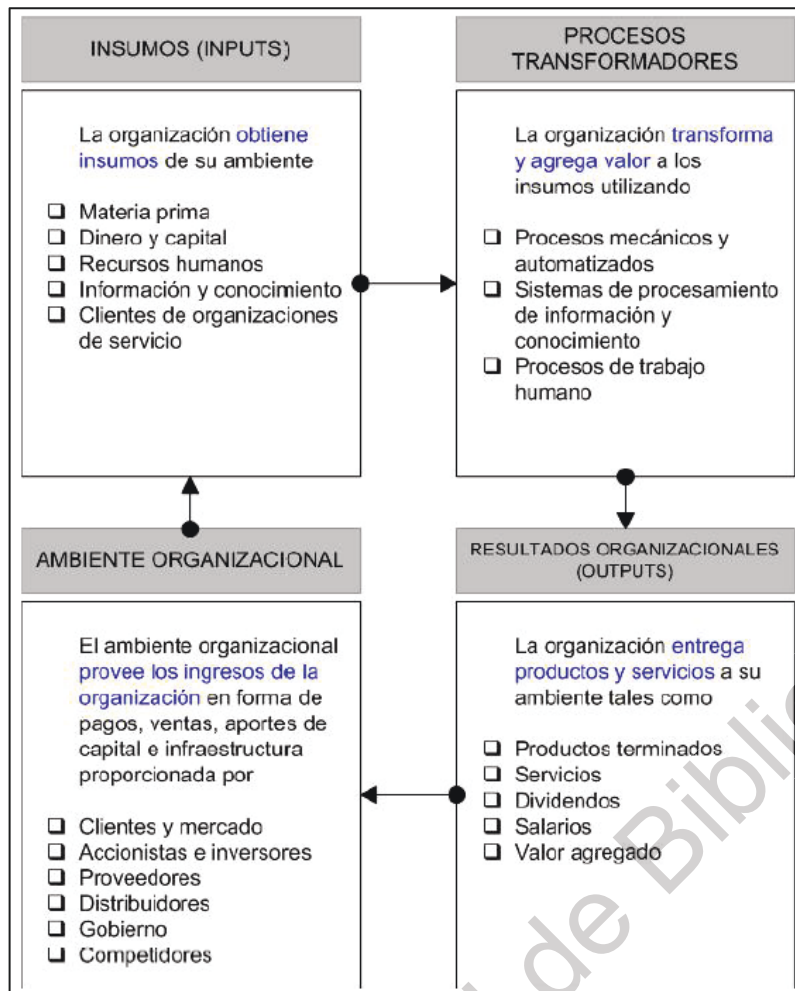 INSUMOS (INPUTS)
La organización obtiene
insumos de su ambiente
❑ Materia prima
❑ Dinero y capital
❑ Recursos humanos
❑ Información y conocimiento
❑ Clientes de organizaciones
de servicio
PROCESOS
TRANSFORMADORES
La organización transforma
y agrega valor a los
insumos utilizando
❑ Procesos mecánicos y
automatizados
❑ Sistemas de procesamiento
de información y
conocimiento
❑ Procesos de trabajo
humano
RESULTADOS ORGANIZACIONALES
(OUTPUTS)
La organización entrega
productos y servicios a su
ambiente tales como
❑ Productos terminados
❑ Servicios
❑ Dividendos
❑ Salarios
❑ Valor agregado
AMBIENTE ORGANIZACIONAL
El ambiente organizacional
provee los ingresos de la
organización en forma de
pagos, ventas, aportes de
capital e infraestructura
proporcionada por
❑ Clientes y mercado
❑ Accionistas e inversores
❑ Proveedores
❑ Distribuidores
❑ Gobierno
❑ Competidores
de Biblio